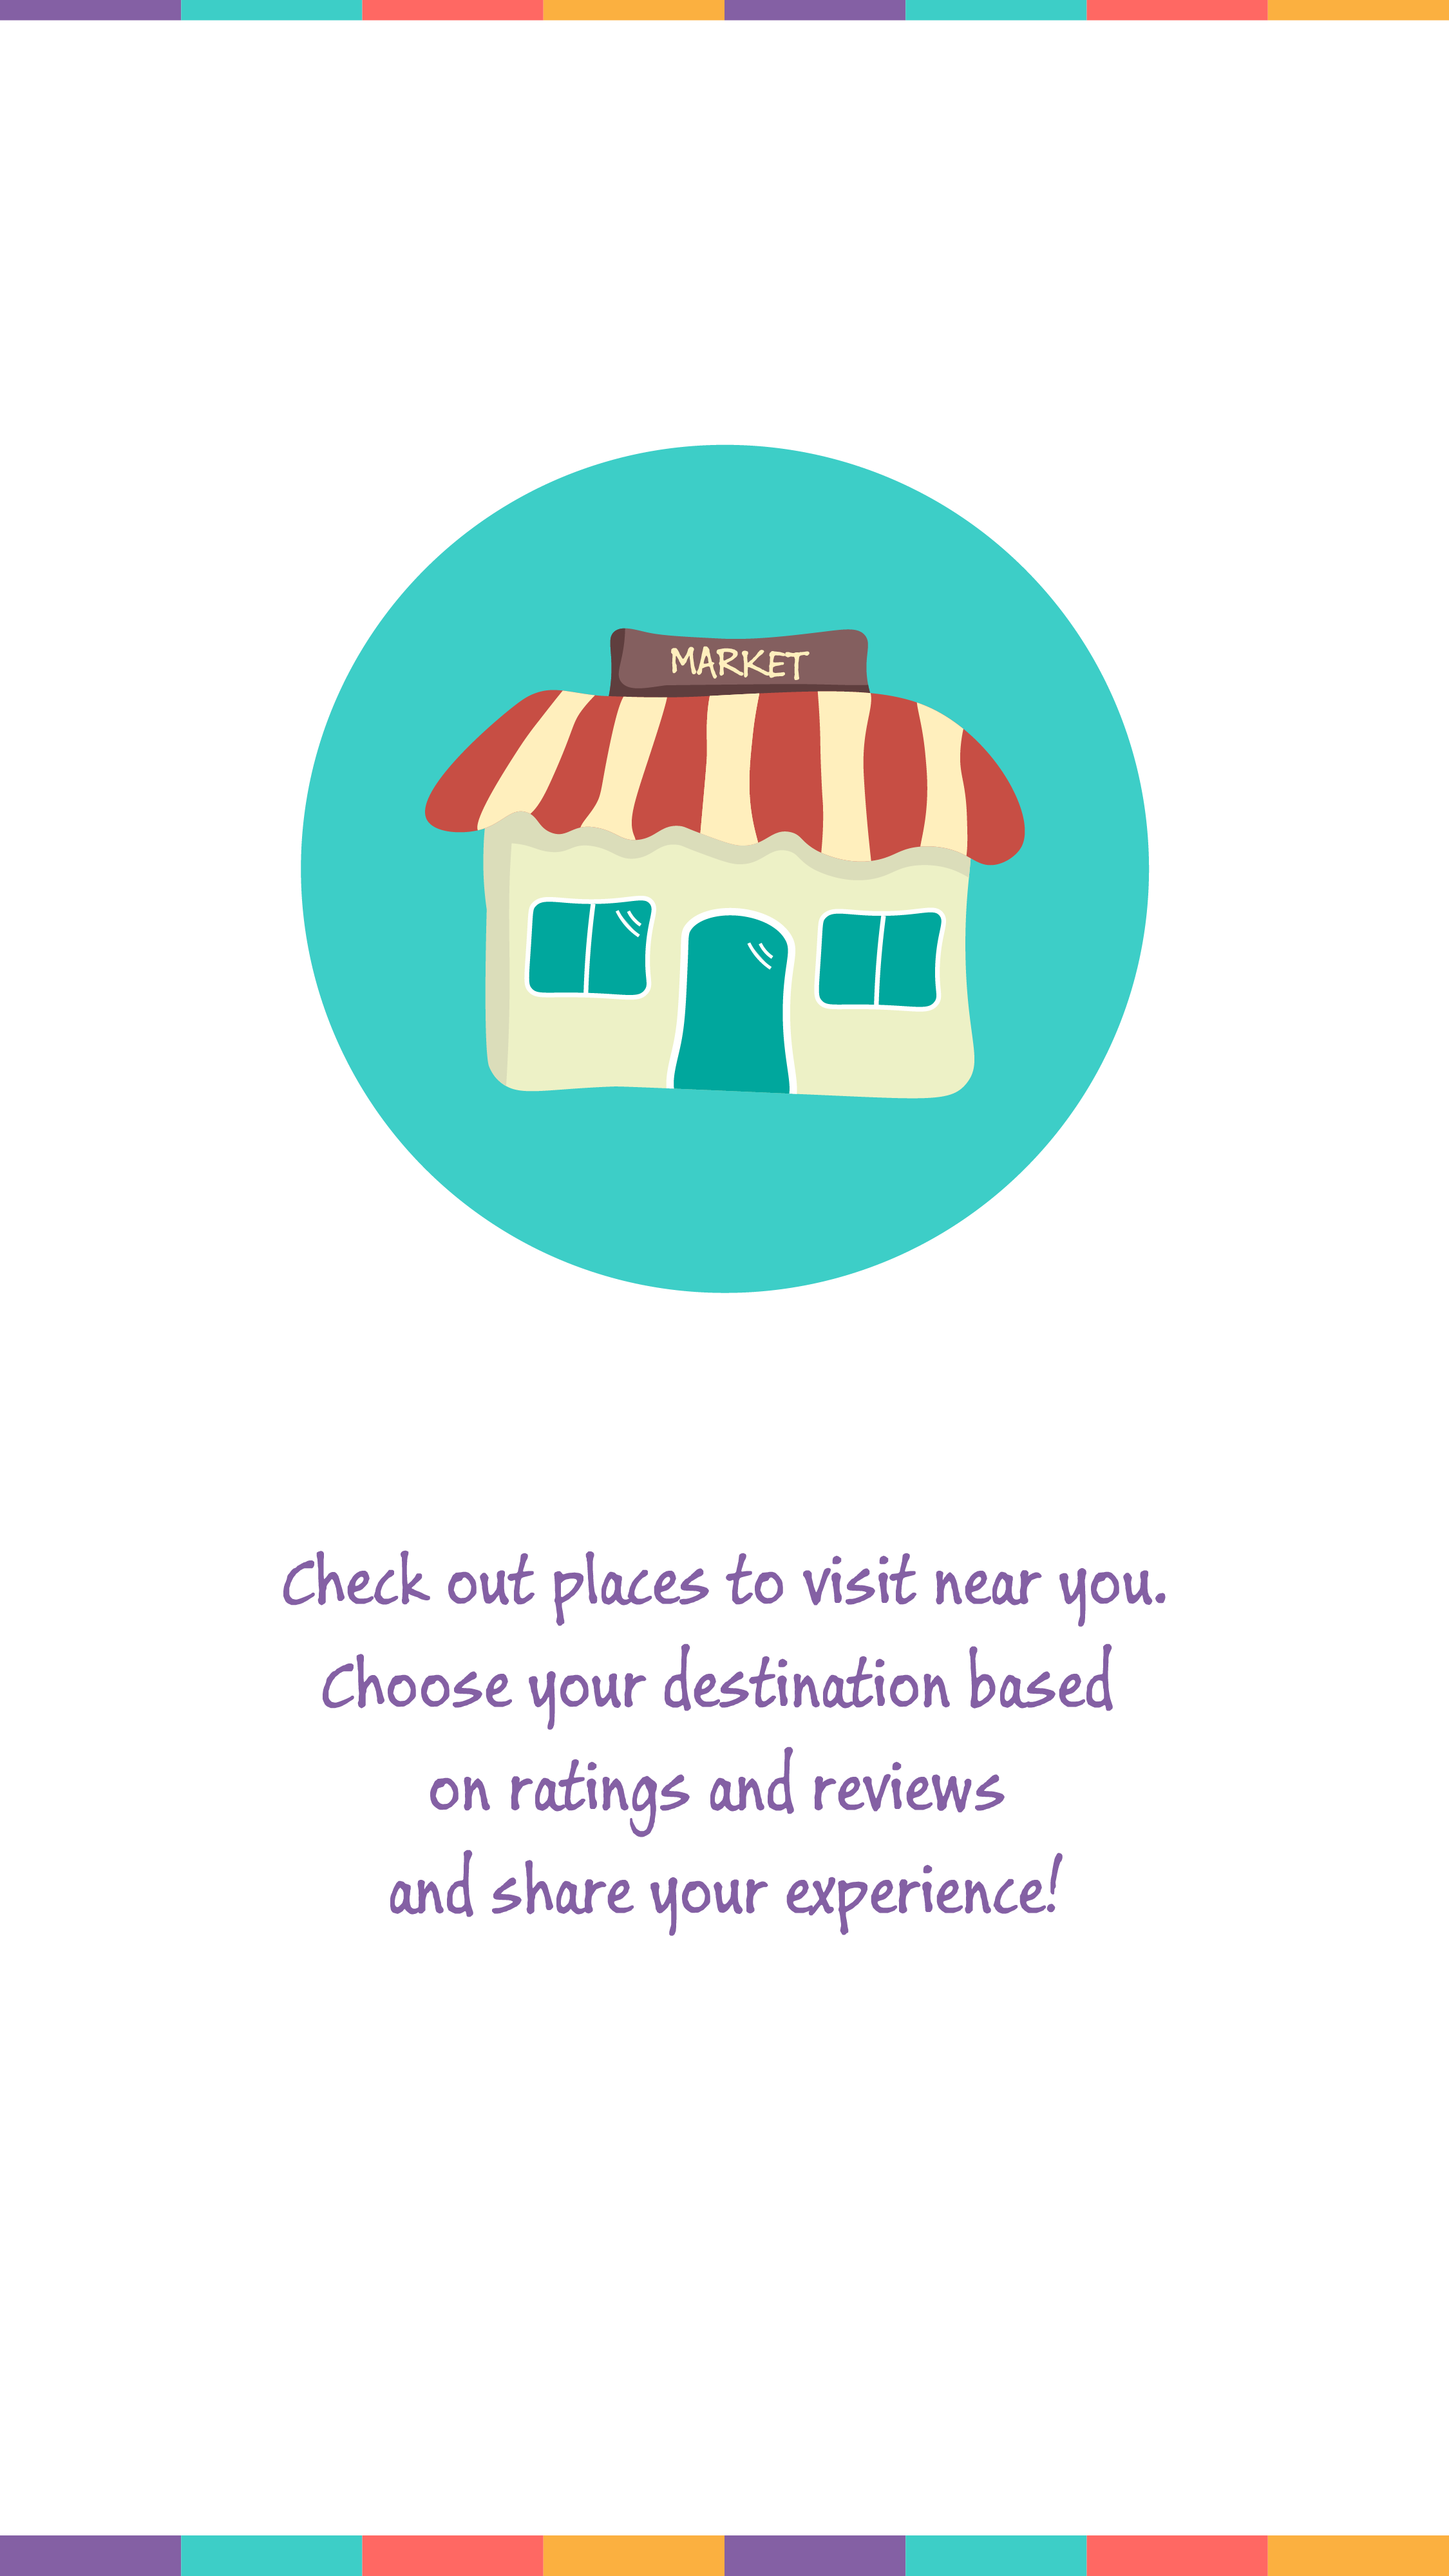 MARKET
Check out places to visit near you.
Choose your destination based
on ratings and reviews
and share your experience!